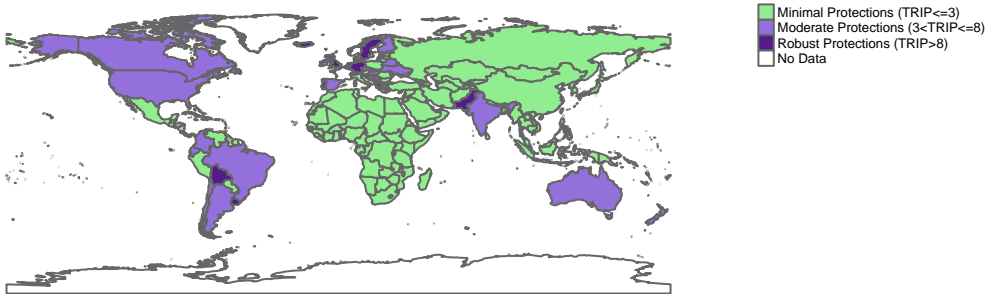 Minimal Protections (TRIP<=3)
Moderate Protections (3<TRIP<=8)
Robust Protections (TRIP>8)
No Data